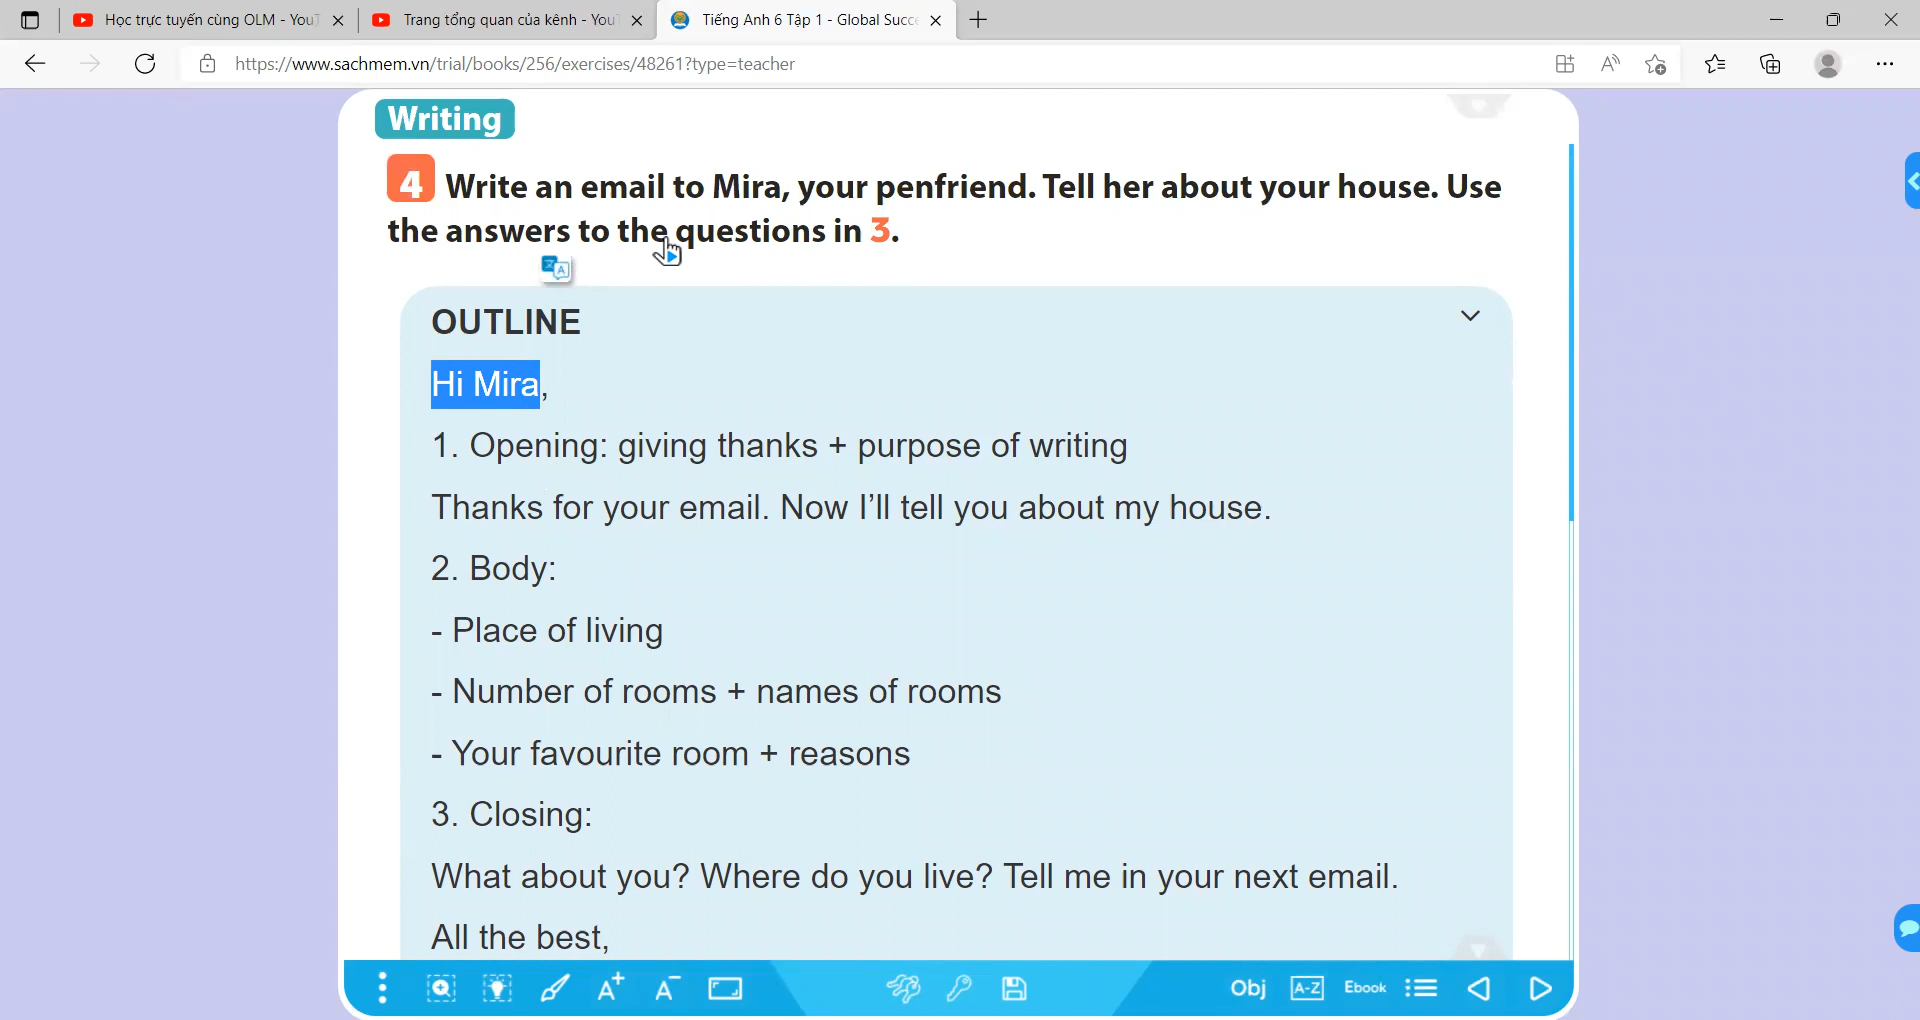 Học trực tuyến cùng OLM - You
Trang tổng quan của kênh - You
Tiếng Anh 6 Tập 1 - Global Succ
https://www.sachmem.vn/trial/books/256/exercises/48261?type=teacher
Writing
4 Write an email to Mira, your penfriend. Tell her about your house. Use
the answers to the questions in 3.
OUTLINE
Hi Mira,
1. Opening: giving thanks + purpose of writing
Thanks for your email. Now I’ll tell you about my house.
2. Body:
- Place of living
- Number of rooms + names of rooms
- Your favourite room + reasons
3. Closing:
What about you? Where do you live? Tell me in your next email.
All the best,
A+ A- Obj A-Z Ebook